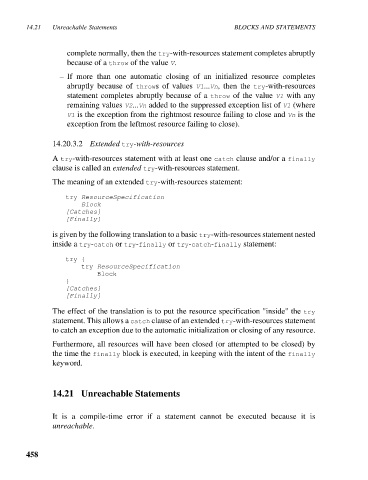 14.21 Unreachable Statements BLOCKS AND STATEMENTS
complete normally, then the try-with-resources statement completes abruptly
because of a throw of the value V.
– If more than one automatic closing of an initialized resource completes
abruptly because of throws of values V1...Vn, then the try-with-resources
statement completes abruptly because of a throw of the value V1 with any
remaining values V2...Vn added to the suppressed exception list of V1 (where
V1 is the exception from the rightmost resource failing to close and Vn is the
exception from the leftmost resource failing to close).
14.20.3.2 Extended try-with-resources
A try-with-resources statement with at least one catch clause and/or a finally
clause is called an extended try-with-resources statement.
The meaning of an extended try-with-resources statement:
try ResourceSpecification
Block
[Catches]
[Finally]
is given by the following translation to a basic try-with-resources statement nested
inside a try-catch or try-finally or try-catch-finally statement:
try {
try ResourceSpecification
Block
}
[Catches]
[Finally]
The effect of the translation is to put the resource specification "inside" the try
statement. This allows a catch clause of an extended try-with-resources statement
to catch an exception due to the automatic initialization or closing of any resource.
Furthermore, all resources will have been closed (or attempted to be closed) by
the time the finally block is executed, in keeping with the intent of the finally
keyword.
14.21 Unreachable Statements
It is a compile-time error if a statement cannot be executed because it is
unreachable.
458